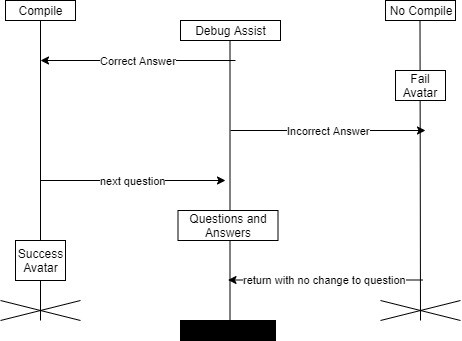 Compile
No Compile
Debug Assist
Correct Answer
Fail
Avatar
Incorrect Answer
next question
Questions and
Answers
Success
Avatar
return with no change to question